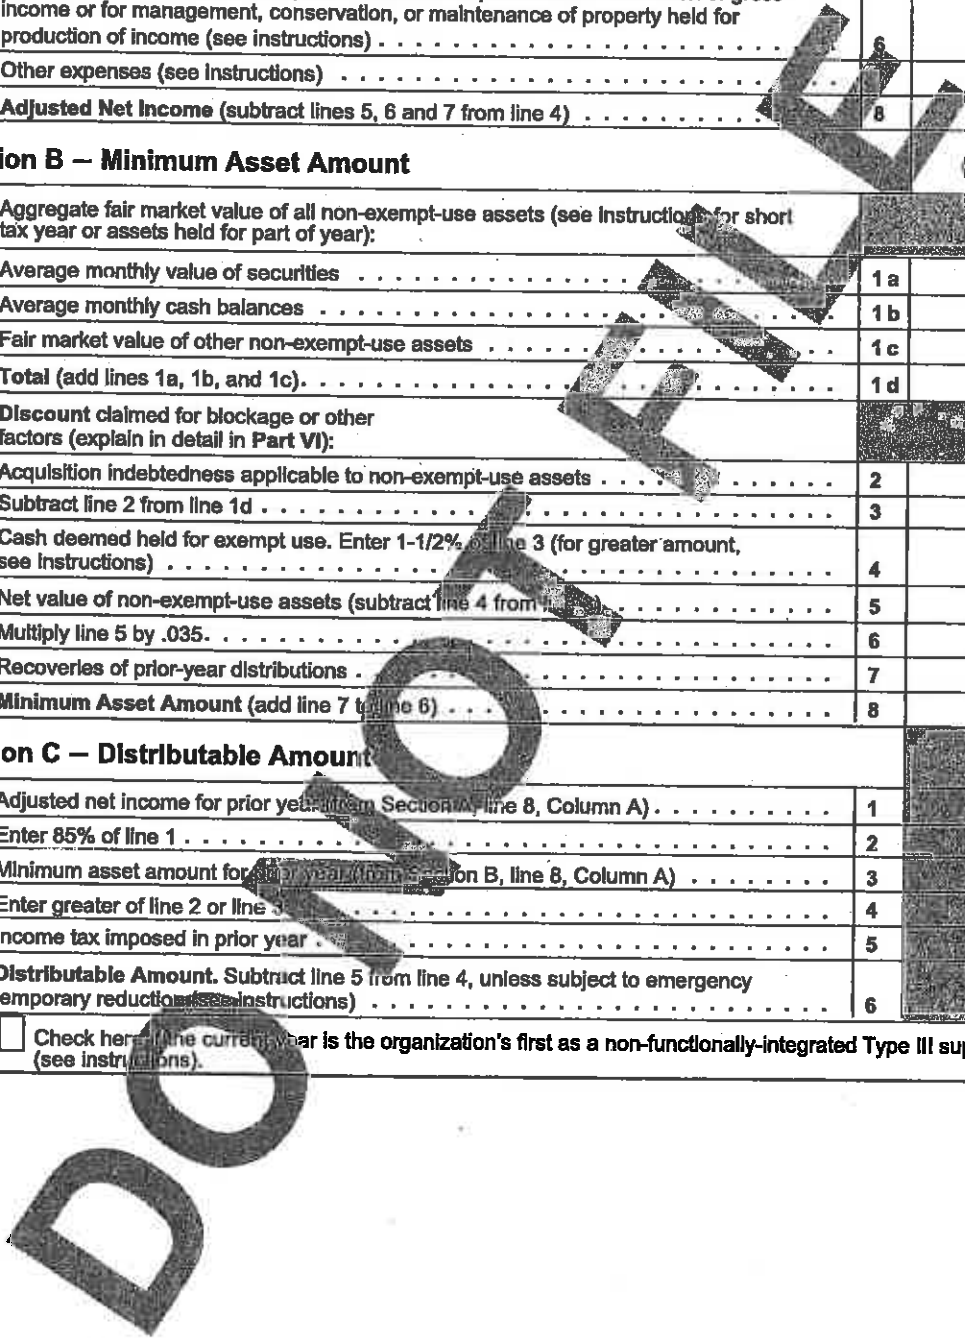 income or for management, conservation, or maintenance of property held for
production of income (see instructions) 6
Other expenses (see instructions)
Adjusted Net Income (subtract lines 5, 6 and 7 from line 4) 8
ion B – Minimum Asset Amount
Aggregate fair market value of all non-exempt-use assets (see instructions for short
tax year or assets held for part of year):
Average monthly value of securities 1a
Average monthly cash balances 1b
Fair market value of other non-exempt-use assets 1c
Total (add lines 1a, 1b, and 1c). 1d
Discount claimed for blockage or other
factors (explain in detail in Part VI):
Acquisition indebtedness applicable to non-exempt-use assets 2
Subtract line 2 from line 1d 3
Cash deemed held for exempt use. Enter 1-1/2% of line 3 (for greater amount,
see instructions) 4
Net value of non-exempt-use assets (subtract line 4 from 5
Multiply line 5 by .035. 6
Recoveries of prior-year distributions 7
Minimum Asset Amount (add line 7 to line 6) 8
on C – Distributable Amount
Adjusted net income for prior year (from Section A, line 8, Column A) 1
Enter 85% of line 1 2
Minimum asset amount for prior year (from Section B, line 8, Column A) 3
Enter greater of line 2 or line 3 4
ncome tax imposed in prior year 5
Distributable Amount. Subtract line 5 from line 4, unless subject to emergency
emporary reduction (see instructions) 6
Check here if the current year is the organization's first as a non-functionally-integrated Type III sup
(see instructions).
DO NOT FILE